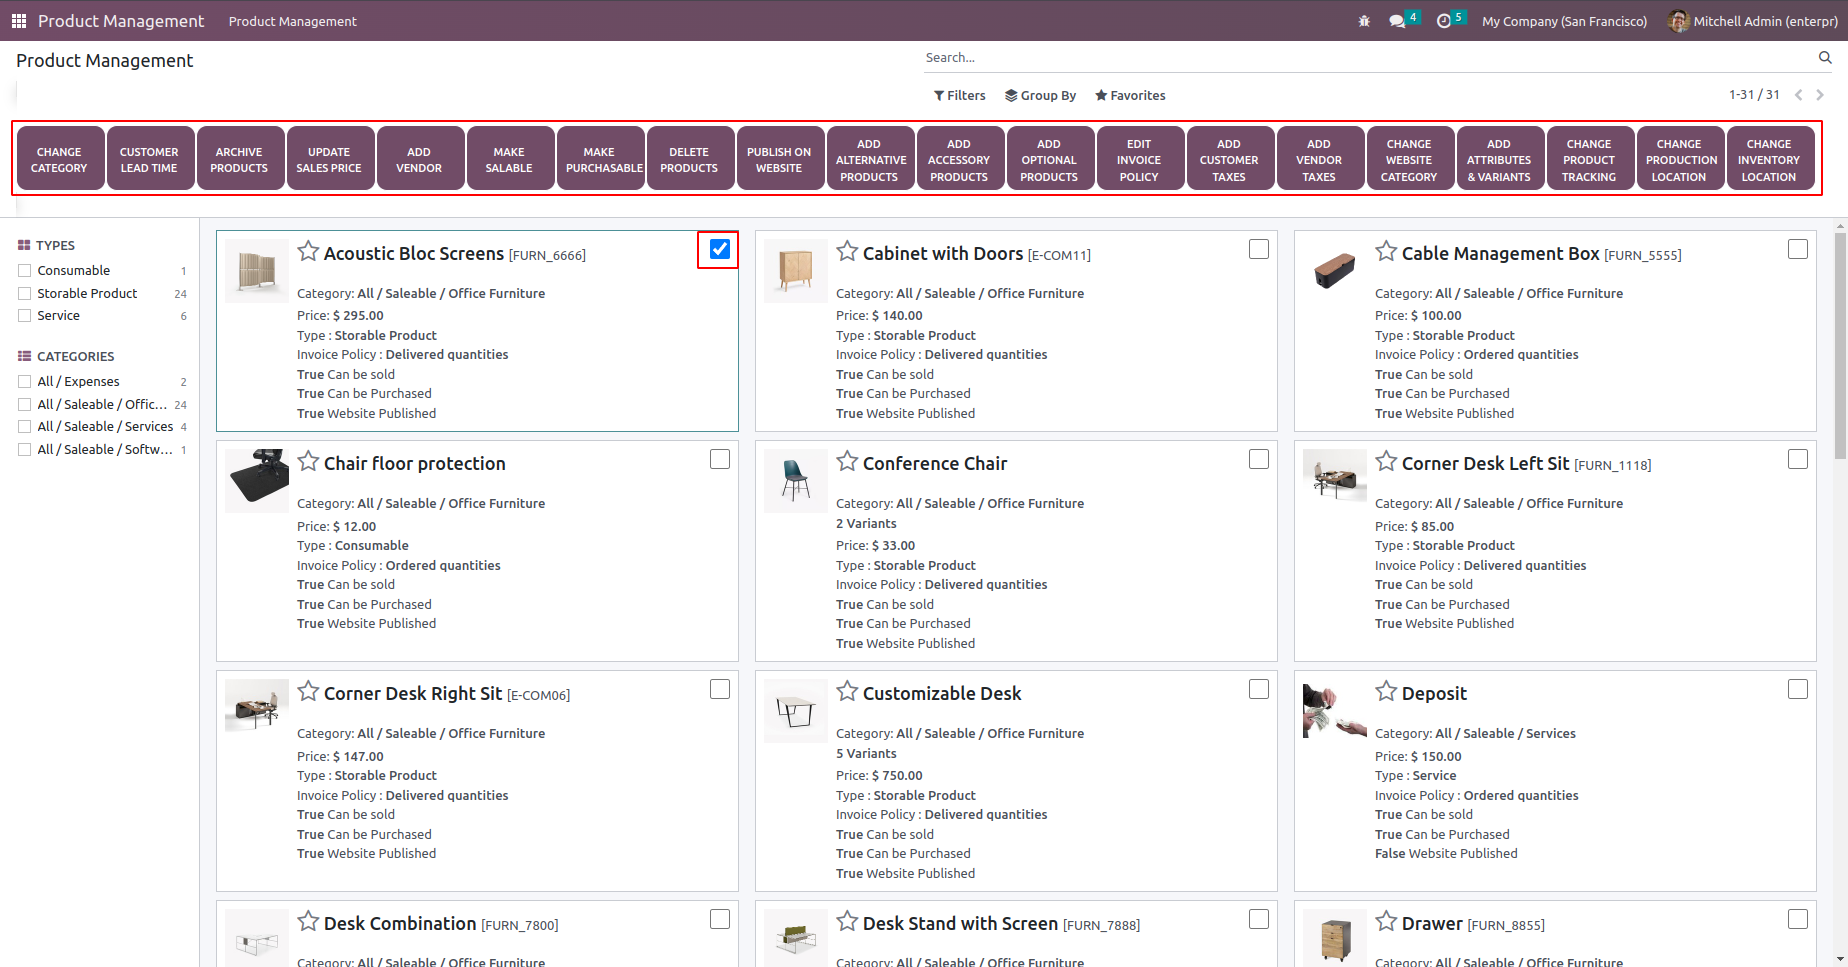 Product Management
Product Management
4
5
My Company (San Francisco)
Mitchell Admin (enterpr)
Product Management
Search...
Filters
Group By
Favorites
1-31 / 31
CHANGE
CATEGORY
CUSTOMER
LEAD TIME
ARCHIVE
PRODUCTS
UPDATE
SALES PRICE
ADD
VENDOR
MAKE
SALABLE
MAKE
PURCHASABLE
DELETE
PRODUCTS
PUBLISH ON
WEBSITE
ADD
ALTERNATIVE
PRODUCTS
ADD
ACCESSORY
PRODUCTS
ADD
OPTIONAL
PRODUCTS
EDIT
INVOICE
POLICY
ADD
CUSTOMER
TAXES
ADD
VENDOR
TAXES
CHANGE
WEBSITE
CATEGORY
ADD
ATTRIBUTES
& VARIANTS
CHANGE
PRODUCT
TRACKING
CHANGE
PRODUCTION
LOCATION
CHANGE
INVENTORY
LOCATION
TYPES
Consumable 1
Storable Product 24
Service 6
CATEGORIES
All / Expenses 2
All / Saleable / Offic... 24
All / Saleable / Services 4
All / Saleable / Softw... 1
Acoustic Bloc Screens [FURN_6666]
Category: All / Saleable / Office Furniture
Price: $ 295.00
Type : Storable Product
Invoice Policy : Delivered quantities
True Can be sold
True Can be Purchased
True Website Published
Cabinet with Doors [E-COM11]
Category: All / Saleable / Office Furniture
Price: $ 140.00
Type : Storable Product
Invoice Policy : Delivered quantities
True Can be sold
True Can be Purchased
True Website Published
Cable Management Box [FURN_5555]
Category: All / Saleable / Office Furniture
Price: $ 100.00
Type : Storable Product
Invoice Policy : Ordered quantities
True Can be sold
True Can be Purchased
True Website Published
Chair floor protection
Category: All / Saleable / Office Furniture
Price: $ 12.00
Type : Consumable
Invoice Policy : Ordered quantities
True Can be sold
True Can be Purchased
True Website Published
Conference Chair
Category: All / Saleable / Office Furniture
2 Variants
Price: $ 33.00
Type : Storable Product
Invoice Policy : Delivered quantities
True Can be sold
True Can be Purchased
True Website Published
Corner Desk Left Sit [FURN_1118]
Category: All / Saleable / Office Furniture
Price: $ 85.00
Type : Storable Product
Invoice Policy : Delivered quantities
True Can be sold
True Can be Purchased
True Website Published
Corner Desk Right Sit [E-COM06]
Category: All / Saleable / Office Furniture
Price: $ 147.00
Type : Storable Product
Invoice Policy : Delivered quantities
True Can be sold
True Can be Purchased
True Website Published
Customizable Desk
Category: All / Saleable / Office Furniture
5 Variants
Price: $ 750.00
Type : Storable Product
Invoice Policy : Delivered quantities
True Can be sold
True Can be Purchased
True Website Published
Deposit
Category: All / Saleable / Services
Price: $ 150.00
Type : Service
Invoice Policy : Ordered quantities
True Can be sold
True Can be Purchased
False Website Published
Desk Combination [FURN_7800]
Category: All / Saleable / Office Furniture
Desk Stand with Screen [FURN_7888]
Category: All / Saleable / Office Furniture
Drawer [FURN_8855]
Category: All / Saleable / Office Furniture